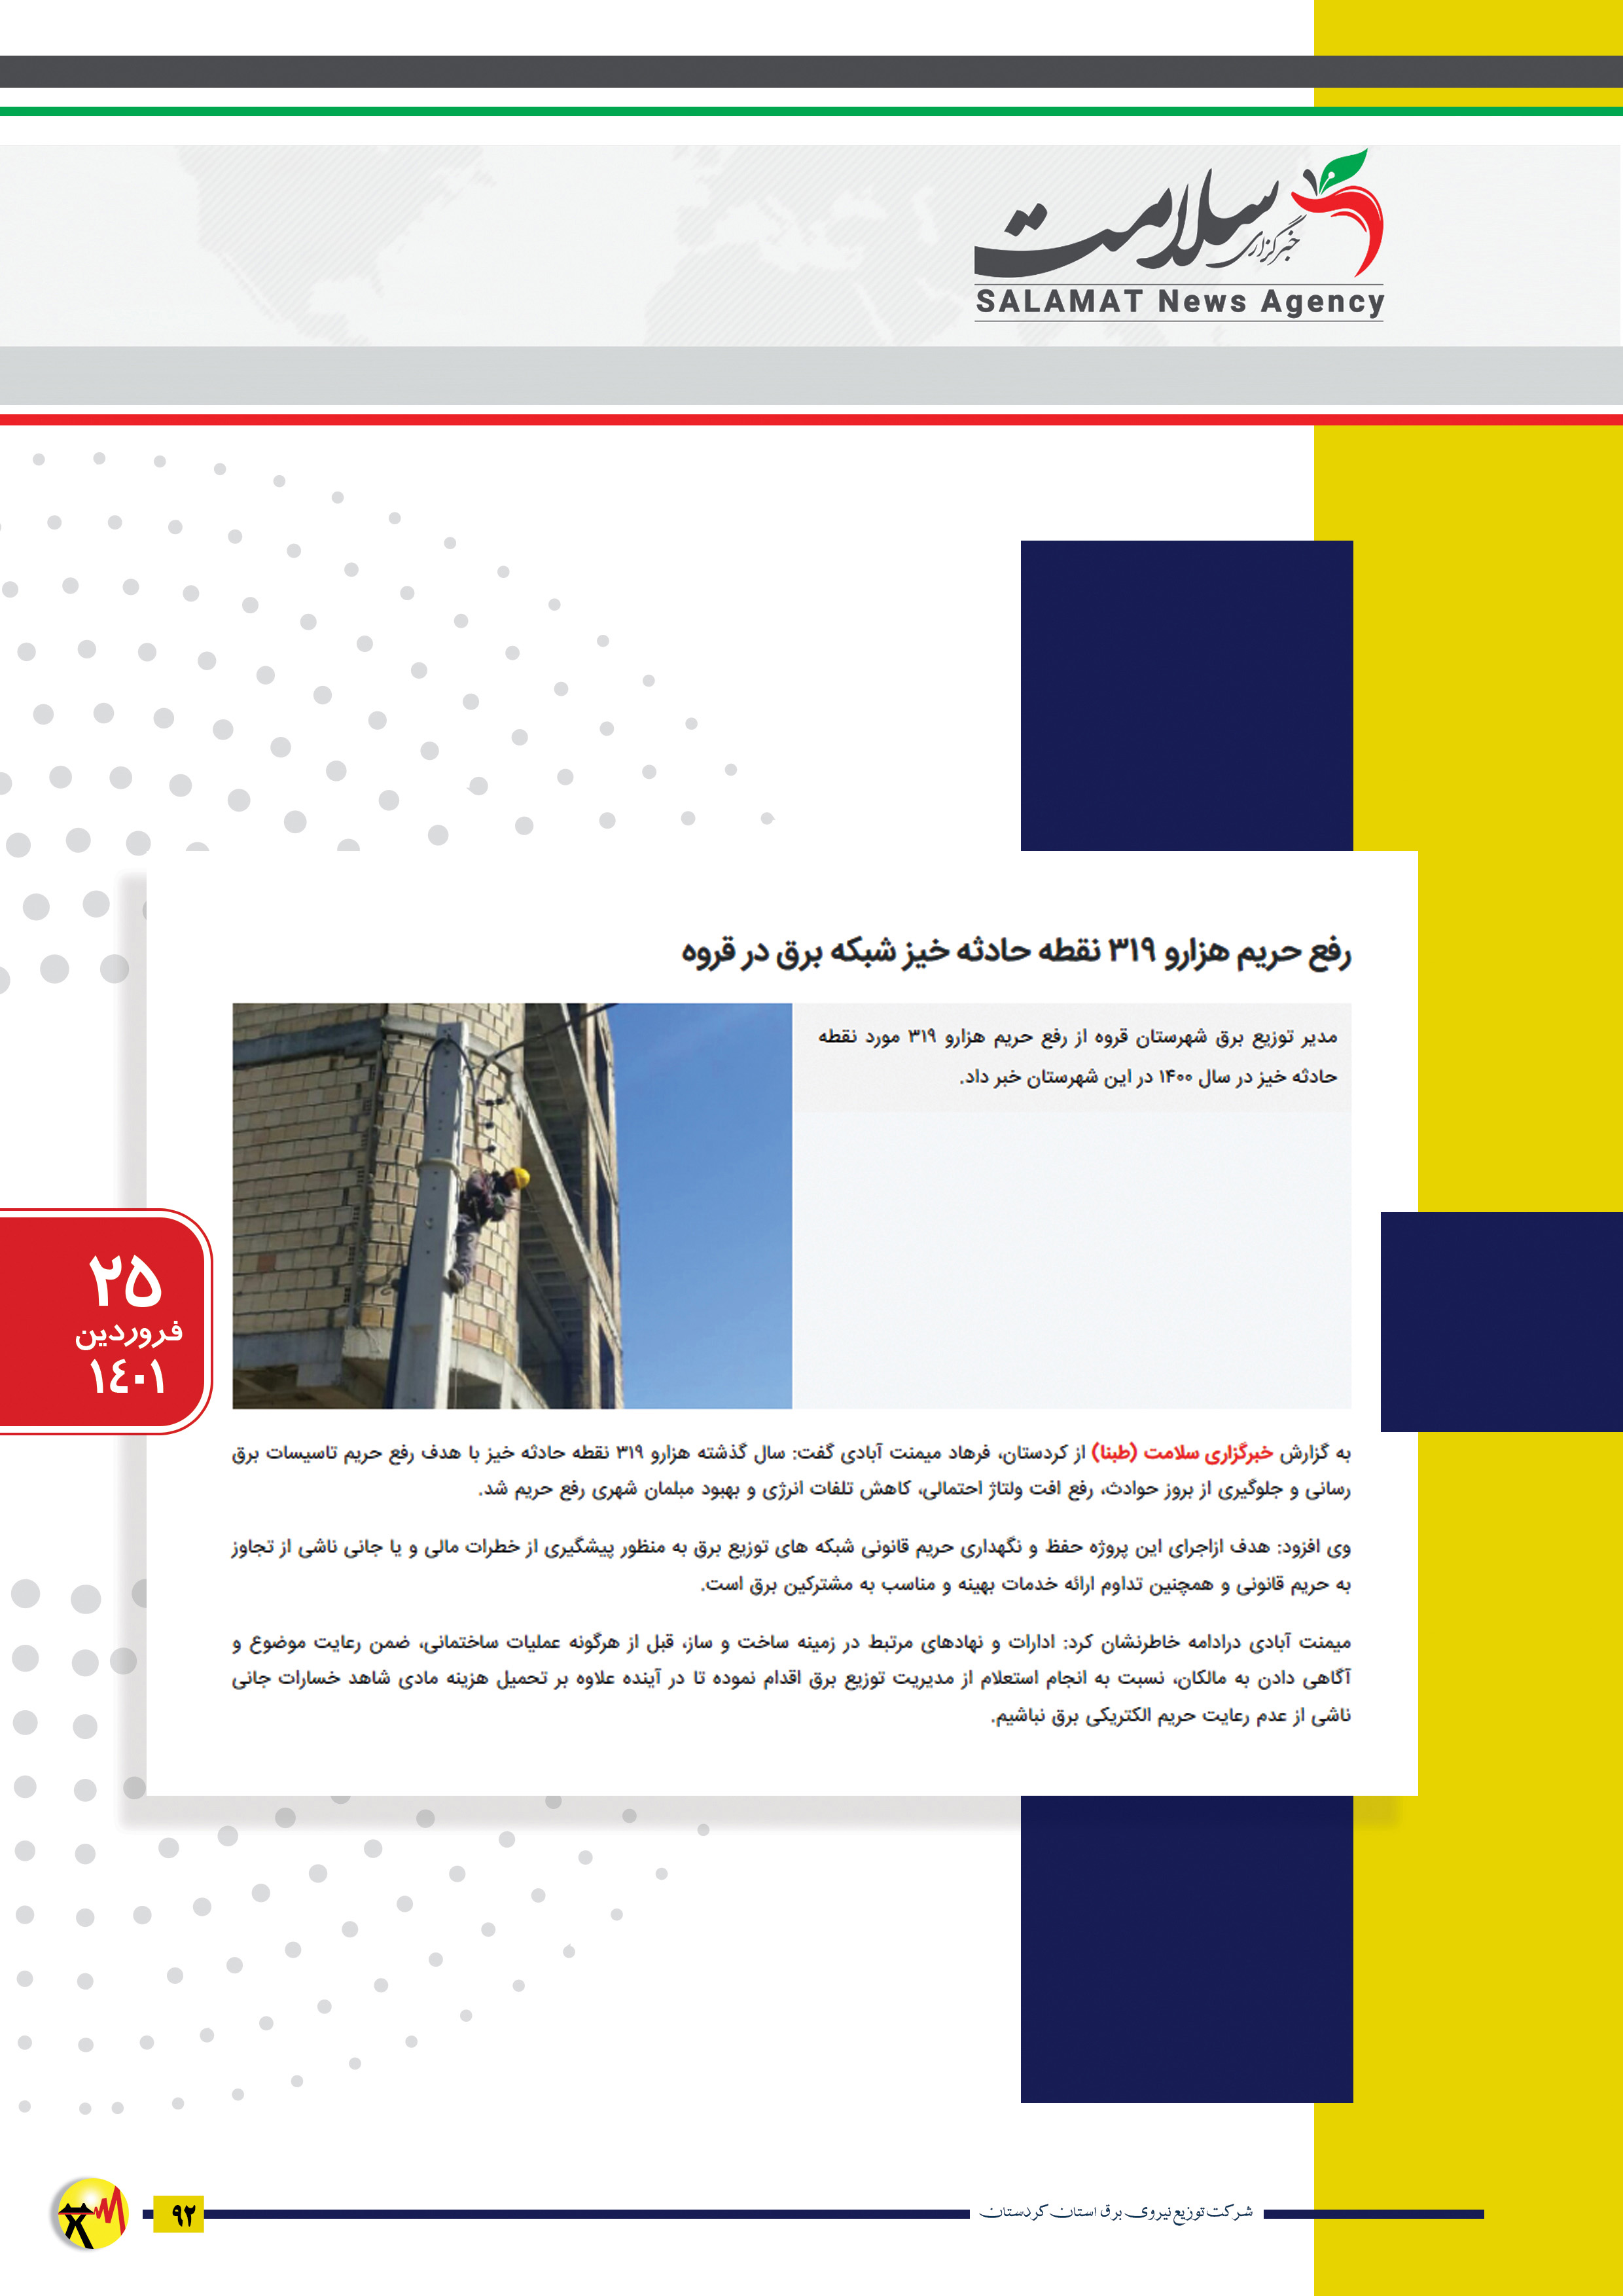 سلامت
خبرگزاری
SALAMAT News Agency
رفع حریم هزارو ۳۱۹ نقطه حادثه خیز شبکه برق در قروه
مدیر توزیع برق شهرستان قروه از رفع حریم هزارو ۳۱۹ مورد نقطه
حادثه خیز در سال ۱۴۰۰ در این شهرستان خبر داد.
۲۵
فروردین
۱٤۰۱
به گزارش خبرگزاری سلامت (طبنا) از کردستان، فرهاد میمنت آبادی گفت: سال گذشته هزارو ۳۱۹ نقطه حادثه خیز با هدف رفع حریم تاسیسات برق
رسانی و جلوگیری از بروز حوادث، رفع افت ولتاژ احتمالی، کاهش تلفات انرژی و بهبود مبلمان شهری رفع حریم شد.
وی افزود: هدف ازاجرای این پروژه حفظ و نگهداری حریم قانونی شبکه های توزیع برق به منظور پیشگیری از خطرات مالی و یا جانی ناشی از تجاوز
به حریم قانونی و همچنین تداوم ارائه خدمات بهینه و مناسب به مشترکین برق است.
میمنت آبادی درادامه خاطرنشان کرد: ادارات و نهادهای مرتبط در زمینه ساخت و ساز، قبل از هرگونه عملیات ساختمانی، ضمن رعایت موضوع و
آگاهی دادن به مالکان، نسبت به انجام استعلام از مدیریت توزیع برق اقدام نموده تا در آینده علاوه بر تحمیل هزینه مادی شاهد خسارات جانی
ناشی از عدم رعایت حریم الکتریکی برق نباشیم.
شرکت توزیع نیروی برق استان کردستان
۹۲